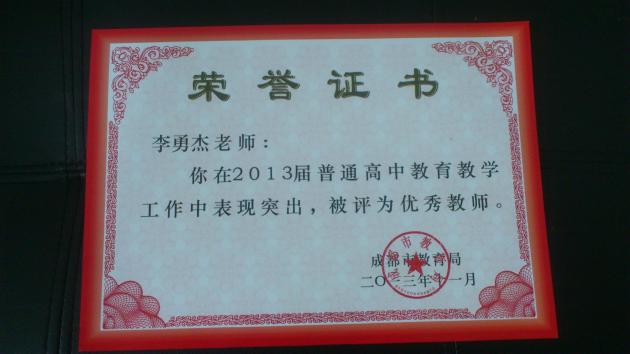 荣誉证书
李勇杰老师：
你在2013届普通高中教育教学
工作中表现突出，被评为优秀教师。
成都市教育局
二〇一三年十一月